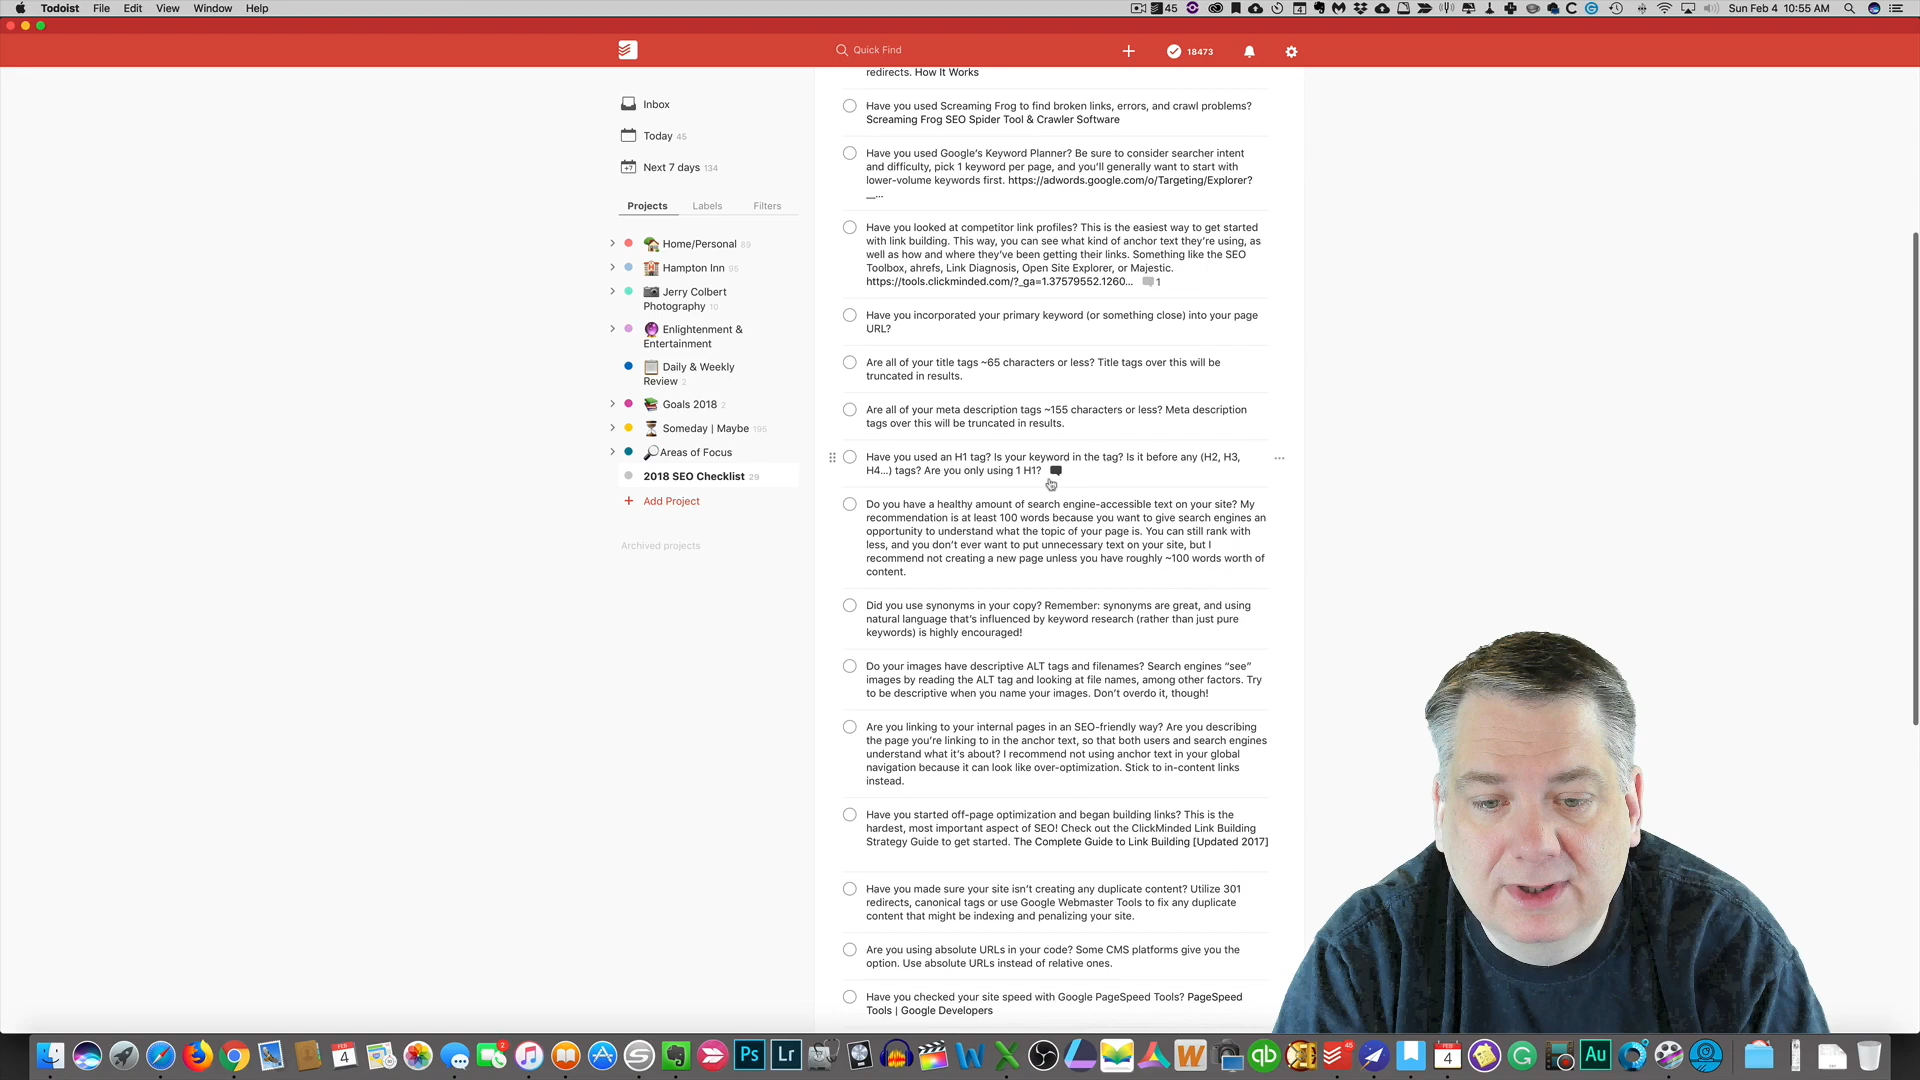 Todoist File Edit View Window Help
45
4
Sun Feb 4 10:55 AM
Quick Find
18473
Inbox
Today 45
Next 7 days 134
Projects Labels Filters
Home/Personal 89
Hampton Inn 95
Jerry Colbert
Photography 10
Enlightenment &
Entertainment
Daily & Weekly
Review 2
Goals 2018 2
Someday | Maybe 195
Areas of Focus
2018 SEO Checklist 29
+ Add Project
Archived projects
redirects. How It Works
Have you used Screaming Frog to find broken links, errors, and crawl problems?
Screaming Frog SEO Spider Tool & Crawler Software
Have you used Google's Keyword Planner? Be sure to consider searcher intent
and difficulty, pick 1 keyword per page, and you'll generally want to start with
lower-volume keywords first. https://adwords.google.com/o/Targeting/Explorer?
__...
Have you looked at competitor link profiles? This is the easiest way to get started
with link building. This way, you can see what kind of anchor text they're using, as
well as how and where they've been getting their links. Something like the SEO
Toolbox, ahrefs, Link Diagnosis, Open Site Explorer, or Majestic.
https://tools.clickminded.com/?_ga=1.37579552.1260... 1
Have you incorporated your primary keyword (or something close) into your page
URL?
Are all of your title tags ~65 characters or less? Title tags over this will be
truncated in results.
Are all of your meta description tags ~155 characters or less? Meta description
tags over this will be truncated in results.
Have you used an H1 tag? Is your keyword in the tag? Is it before any (H2, H3,
H4...) tags? Are you only using 1 H1?
Do you have a healthy amount of search engine-accessible text on your site? My
recommendation is at least 100 words because you want to give search engines an
opportunity to understand what the topic of your page is. You can still rank with
less, and you don't ever want to put unnecessary text on your site, but I
recommend not creating a new page unless you have roughly ~100 words worth of
content.
Did you use synonyms in your copy? Remember: synonyms are great, and using
natural language that's influenced by keyword research (rather than just pure
keywords) is highly encouraged!
Do your images have descriptive ALT tags and filenames? Search engines “see”
images by reading the ALT tag and looking at file names, among other factors. Try
to be descriptive when you name your images. Don't overdo it, though!
Are you linking to your internal pages in an SEO-friendly way? Are you describing
the page you're linking to in the anchor text, so that both users and search engines
understand what it's about? I recommend not using anchor text in your global
navigation because it can look like over-optimization. Stick to in-content links
instead.
Have you started off-page optimization and began building links? This is the
hardest, most important aspect of SEO! Check out the ClickMinded Link Building
Strategy Guide to get started. The Complete Guide to Link Building [Updated 2017]
Have you made sure your site isn't creating any duplicate content? Utilize 301
redirects, canonical tags or use Google Webmaster Tools to fix any duplicate
content that might be indexing and penalizing your site.
Are you using absolute URLs in your code? Some CMS platforms give you the
option. Use absolute URLs instead of relative ones.
Have you checked your site speed with Google PageSpeed Tools? PageSpeed
Tools | Google Developers
FEB
4
2
Ps
Lr
W
X
W
qb
45
FEB
4
G
Au